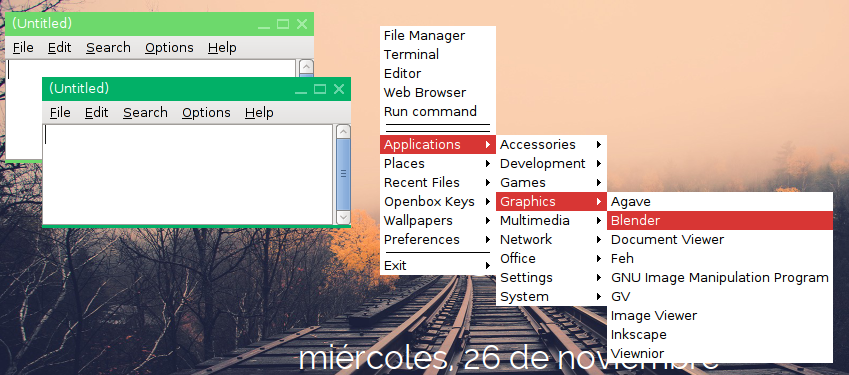 (Untitled)
File Edit Search Options Help
(Untitled)
File Edit Search Options Help
File Manager
Terminal
Editor
Web Browser
Run command
Applications
Places
Recent Files
Openbox Keys
Wallpapers
Preferences
Exit
Accessories
Development
Games
Graphics
Multimedia
Network
Office
Settings
System
Agave
Blender
Document Viewer
Feh
GNU Image Manipulation Program
GV
Image Viewer
Inkscape
Viewnior
miércoles, 26 de noviembre